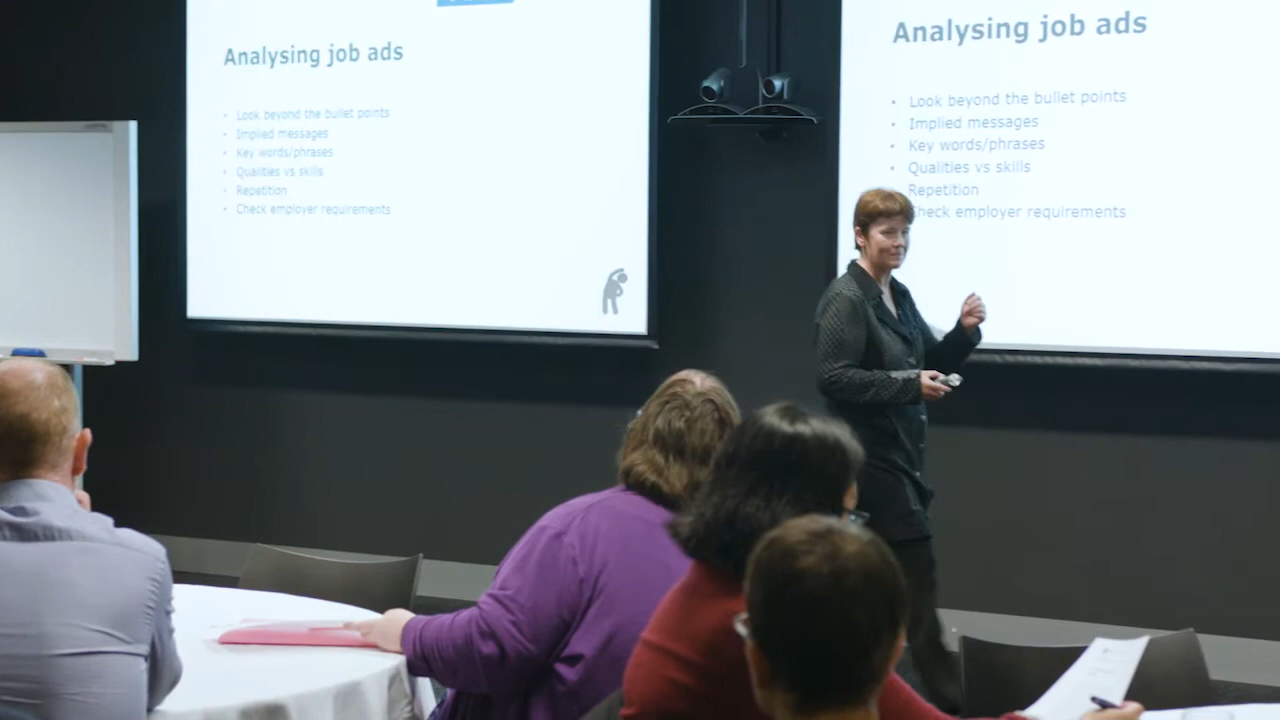 Analysing job ads
Look beyond the bullet points
Implied messages
Key words/phrases
Qualities vs skills
Repetition
Check employer requirements
Analysing job ads
Look beyond the bullet points
Implied messages
Key words/phrases
Qualities vs skills
Repetition
Check employer requirements